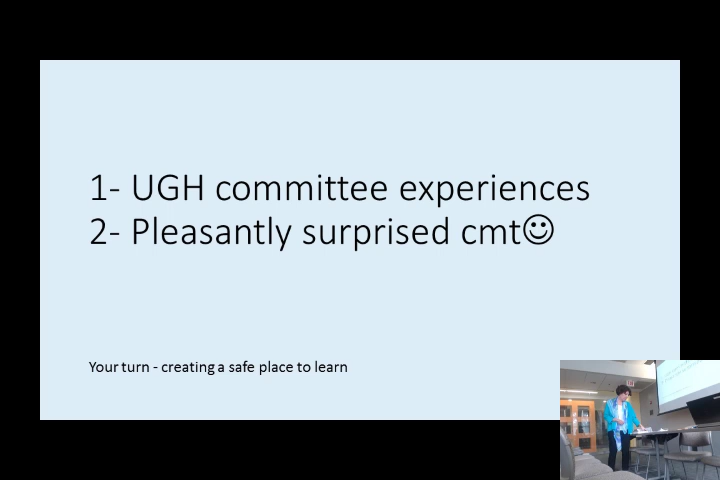 1- UGH committee experiences
2- Pleasantly surprised cmt☺
Your turn - creating a safe place to learn